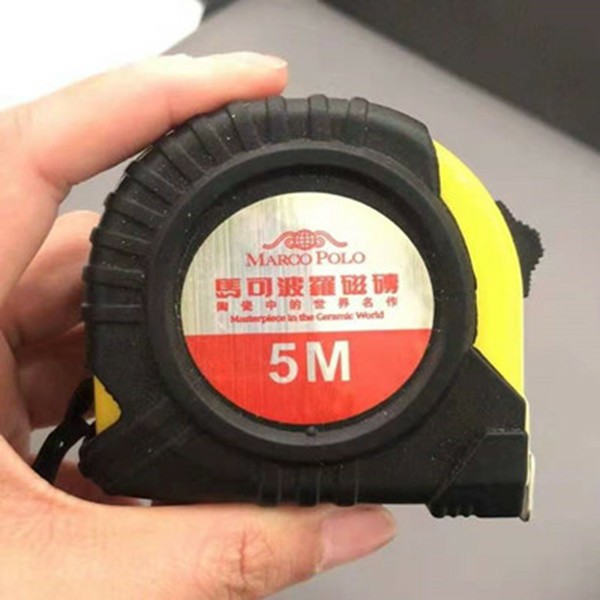 MARCO POLO
馬可波羅磁磚
陶瓷中的世界名作
Masterpiece in the Ceramic World
5M